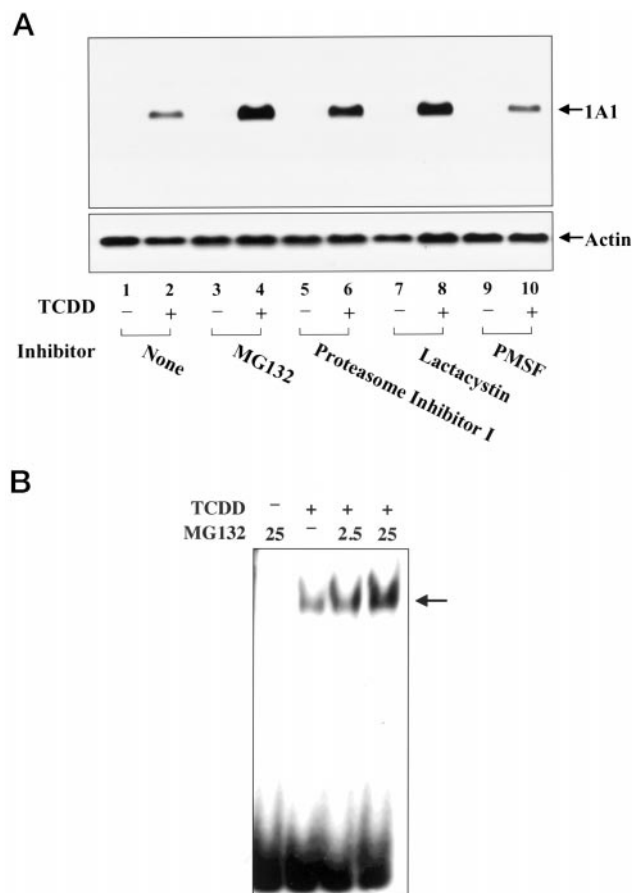 A
1A1
Actin
1 2 3 4 5 6 7 8 9 10
TCDD − + − + − + − + − +
Inhibitor None MG132 Proteasome Inhibitor I Lactacystin PMSF
B
TCDD − + + +
MG132 25 − 2.5 25